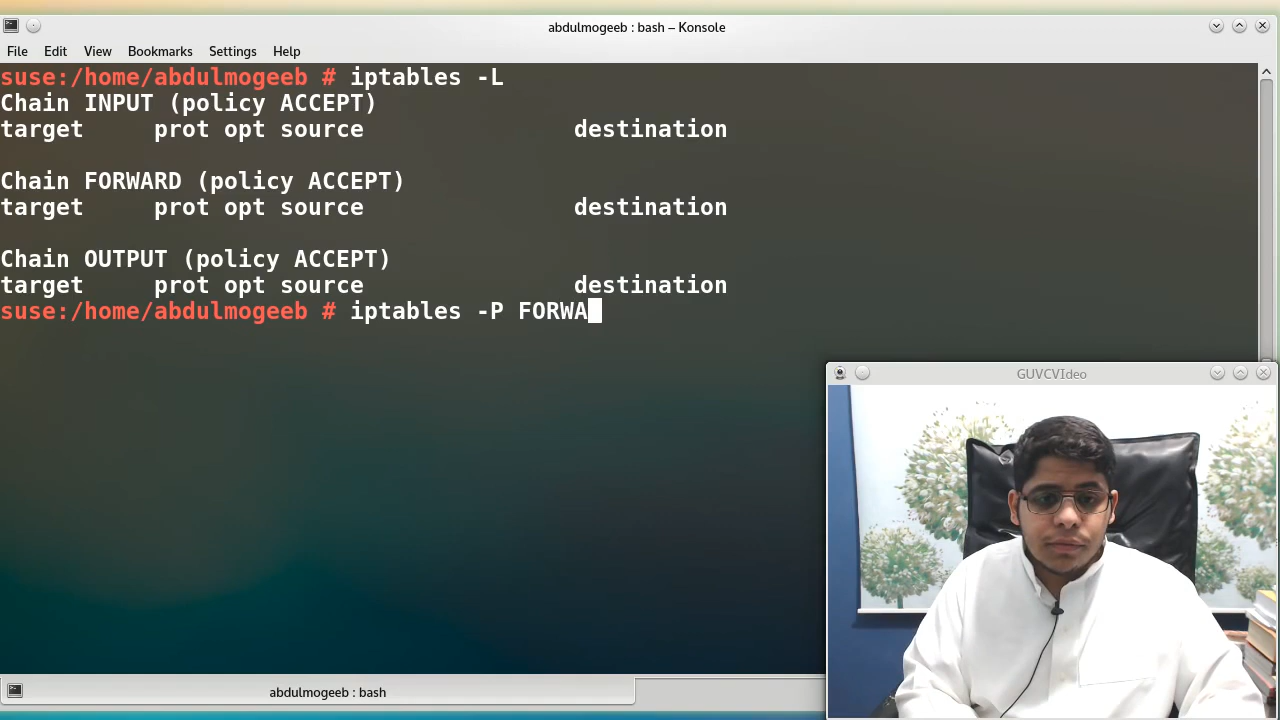 abdulmogeeb : bash – Konsole
File Edit View Bookmarks Settings Help
suse:/home/abdulmogeeb # iptables -L
Chain INPUT (policy ACCEPT)
target     prot opt source               destination
Chain FORWARD (policy ACCEPT)
target     prot opt source               destination
Chain OUTPUT (policy ACCEPT)
target     prot opt source               destination
suse:/home/abdulmogeeb # iptables -P FORWA
GUVCVIdeo
abdulmogeeb : bash